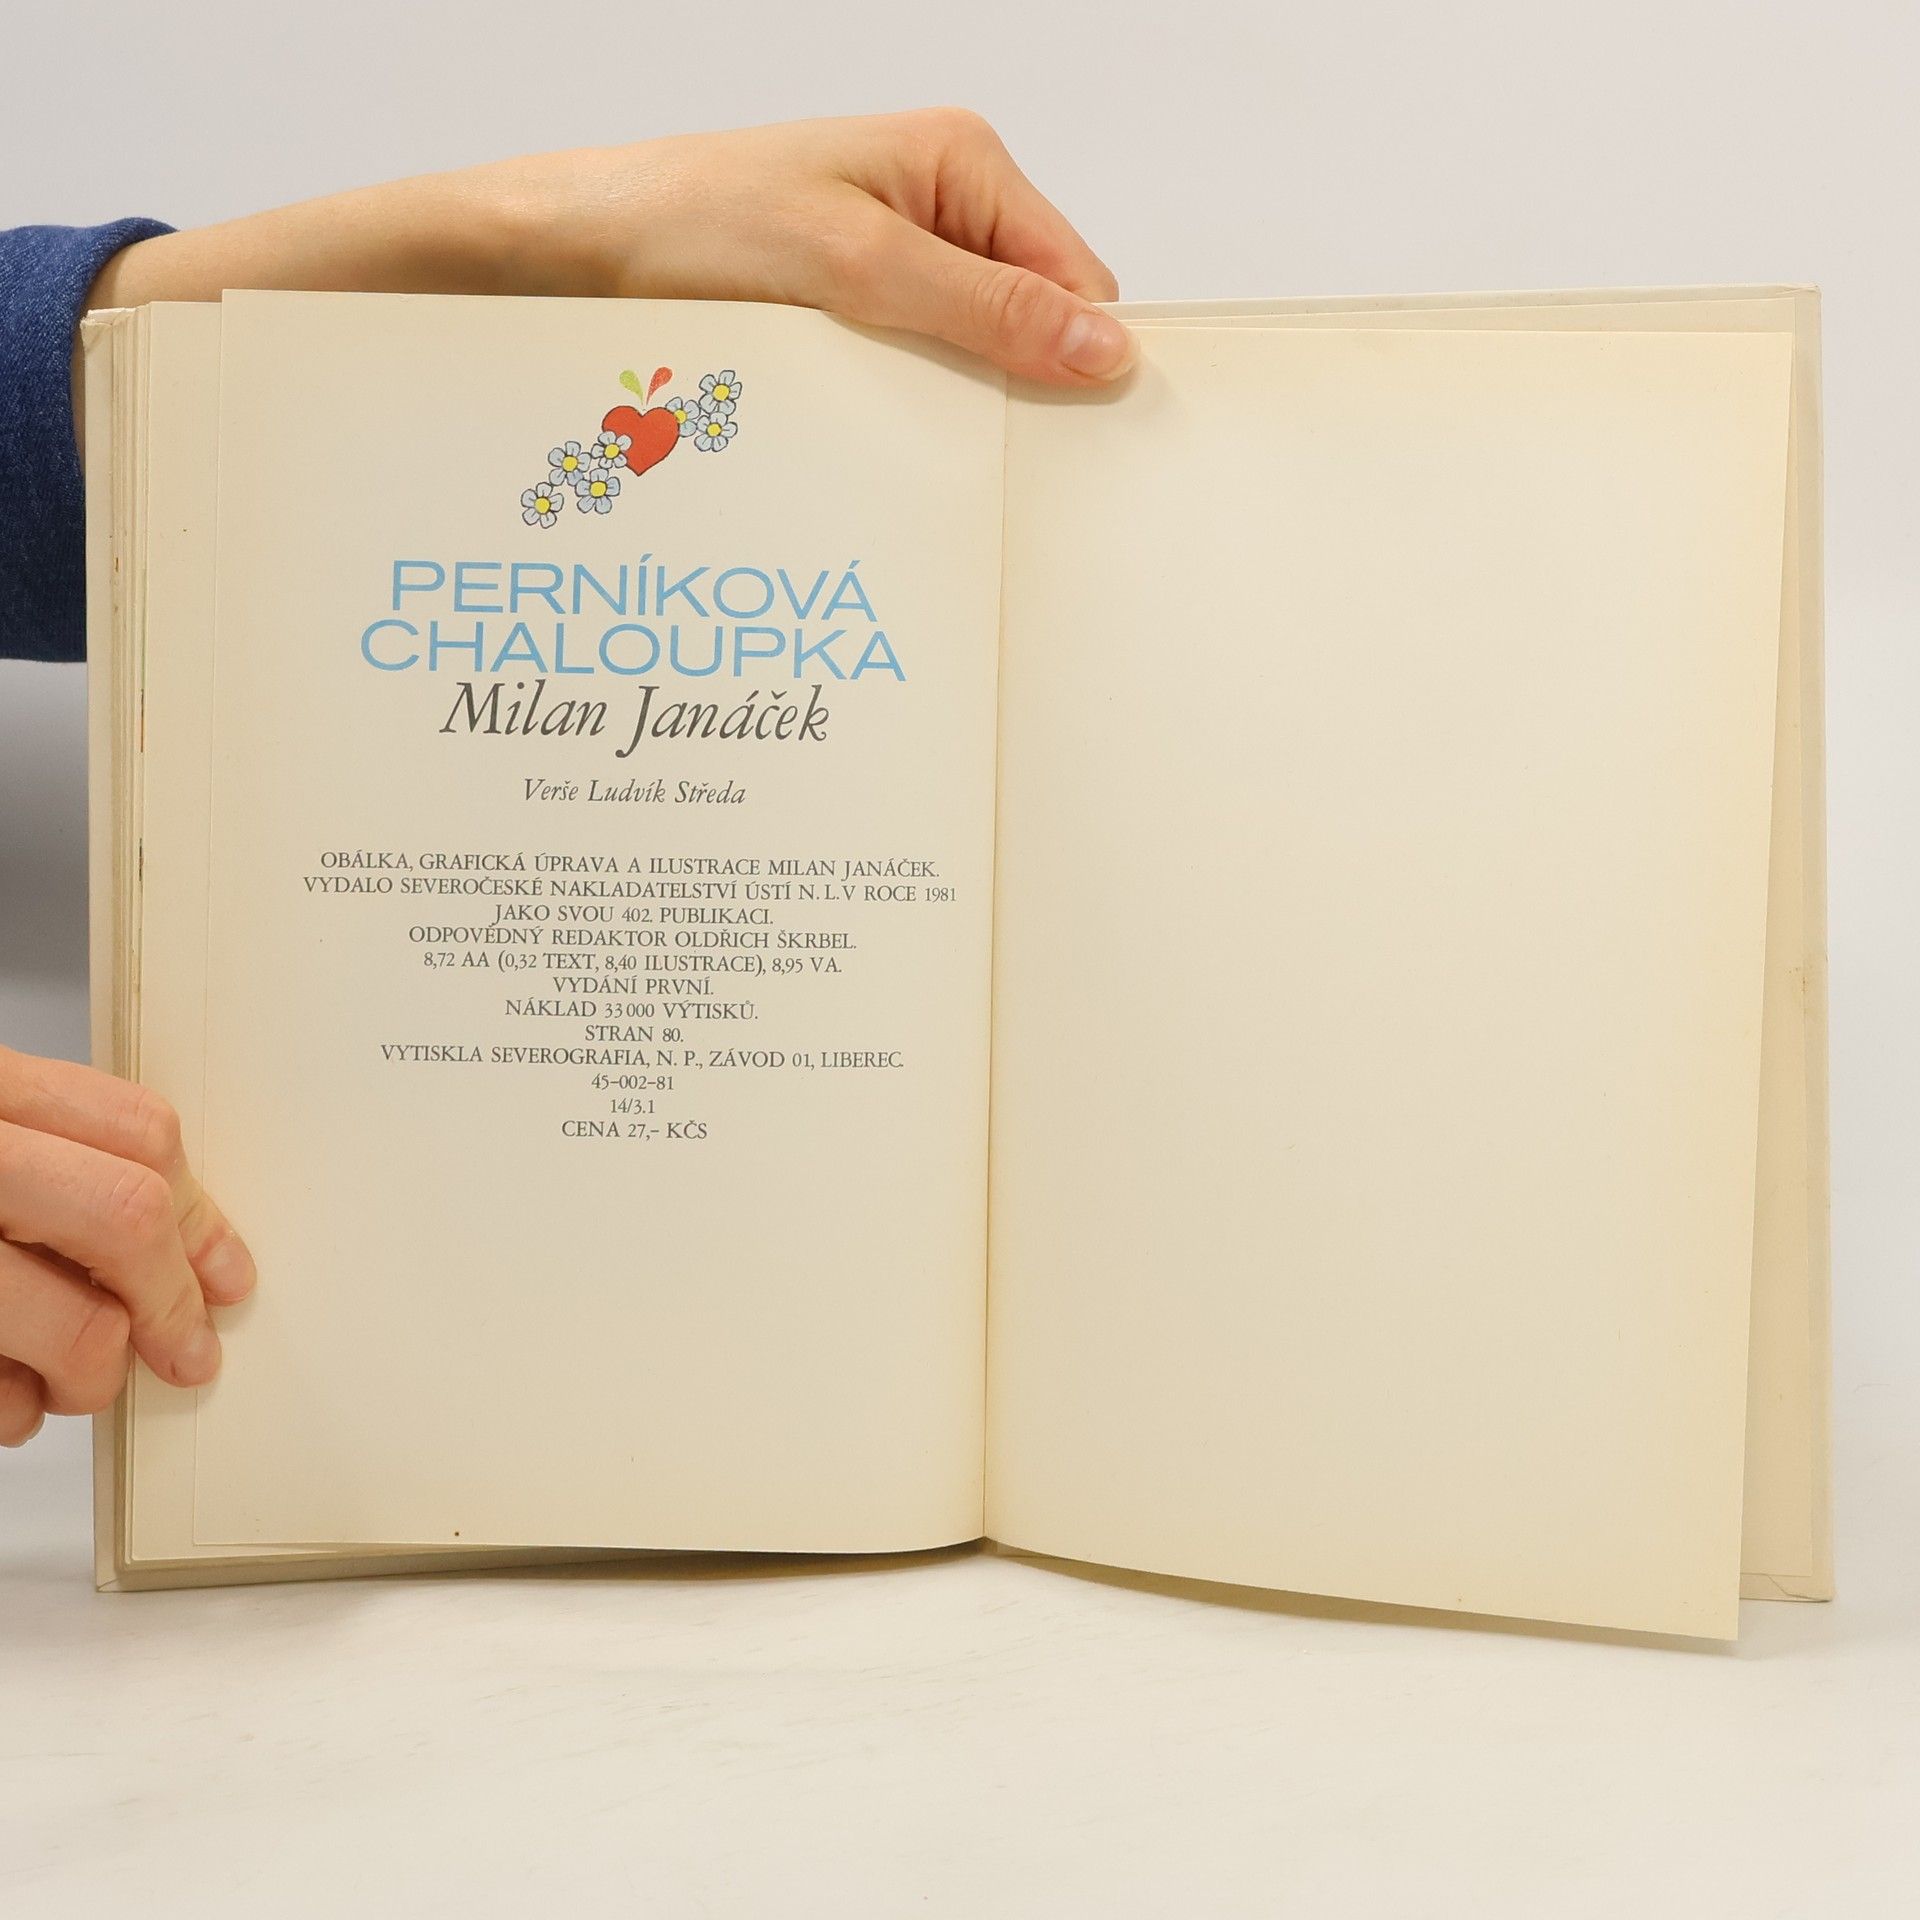 PERNÍKOVÁ
CHALOUPKA
Milan Janáček
Verše Ludvík Středa
OBÁLKA, GRAFICKÁ ÚPRAVA A ILUSTRACE MILAN JANÁČEK.
VYDALO SEVEROČESKÉ NAKLADATELSTVÍ ÚSTÍ N. L. V ROCE 1981
JAKO SVOU 402. PUBLIKACI.
ODPOVĚDNÝ REDAKTOR OLDŘICH ŠKRBEL.
8,72 AA (0,32 TEXT, 8,40 ILUSTRACE), 8,95 VA.
VYDÁNÍ PRVNÍ.
NÁKLAD 33 000 VÝTISKŮ.
STRAN 80.
VYTISKLA SEVEROGRAFIA, N. P., ZÁVOD 01, LIBEREC.
45-002-81
14/3.1
CENA 27,- KČS